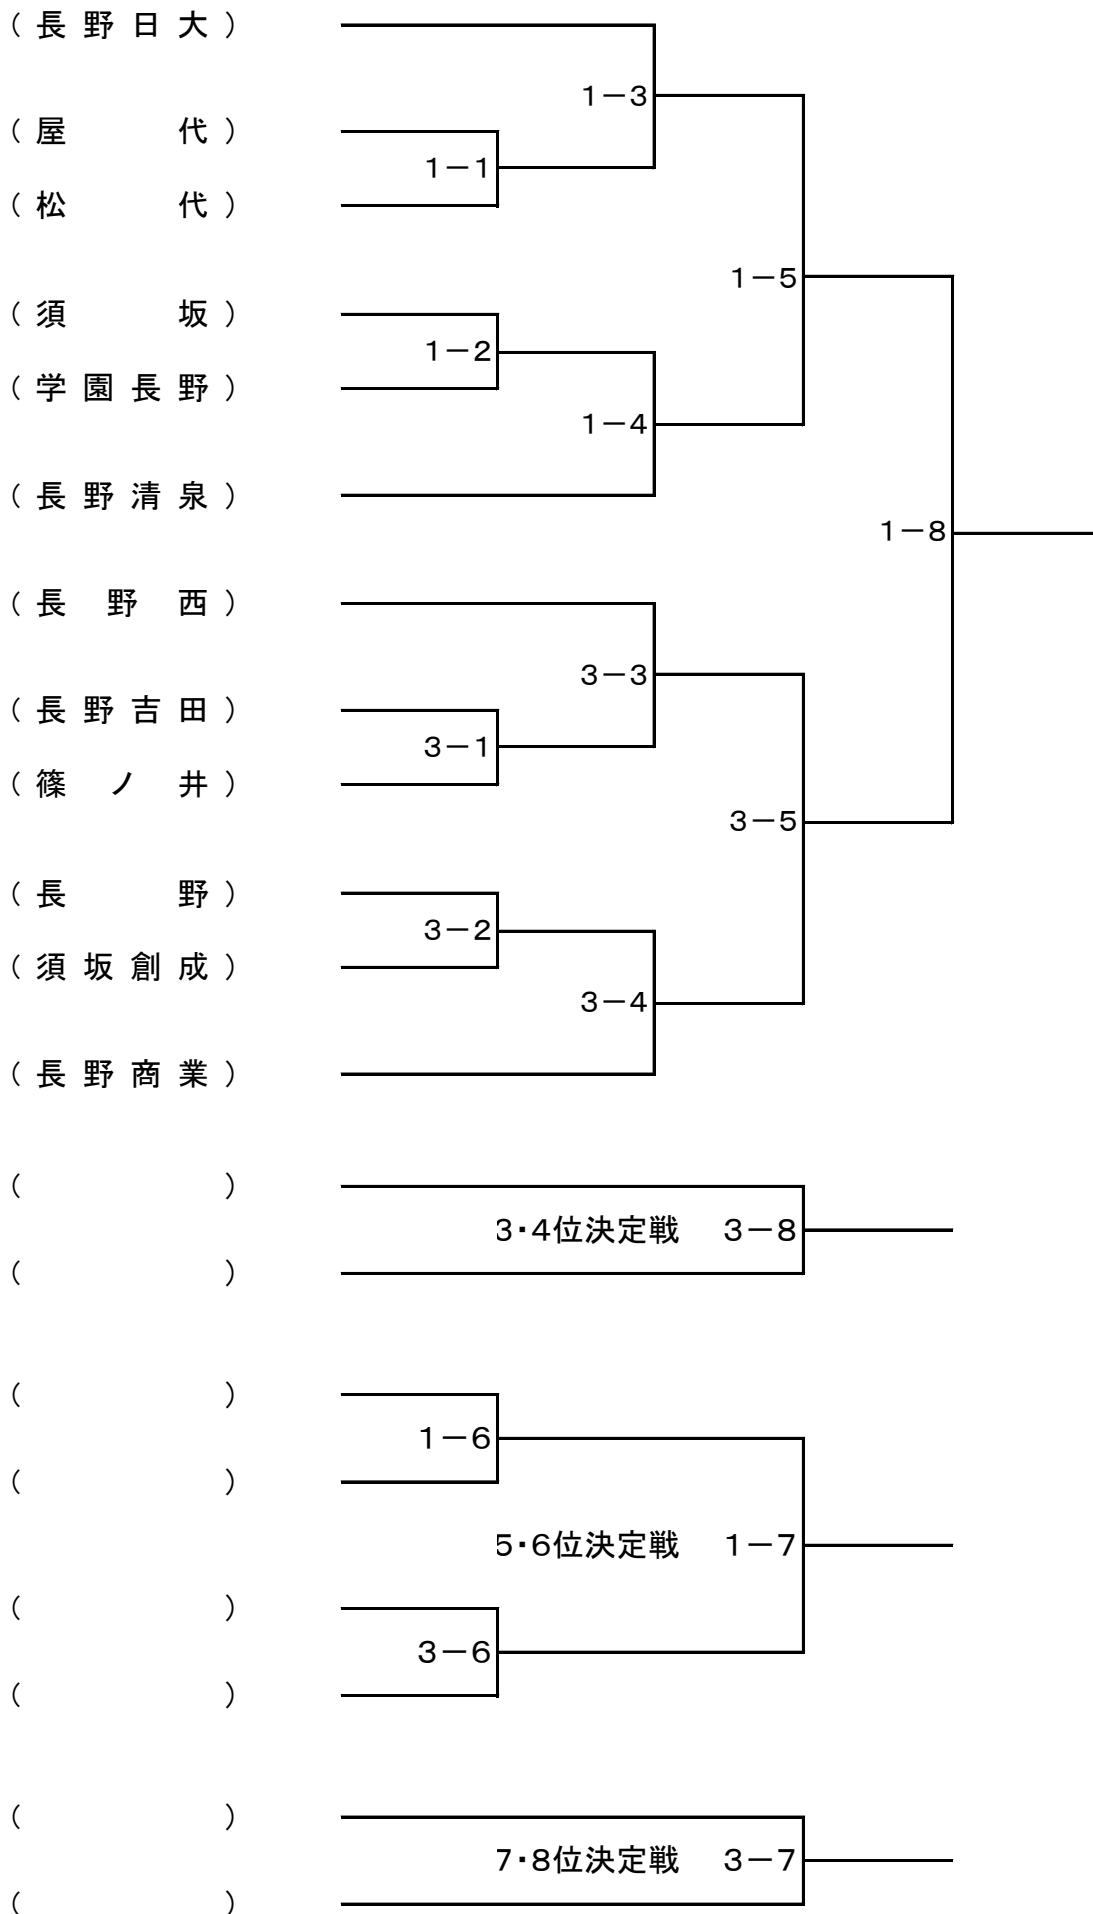 （長野日大）
1－3
（屋代）
1－1
（松代）
1－5
（須坂）
1－2
（学園長野）
1－4
（長野清泉）
1－8
（長野西）
3－3
（長野吉田）
3－1
（篠ノ井）
3－5
（長野）
3－2
（須坂創成）
3－4
（長野商業）
（　　　　）
3・4位決定戦　3－8
（　　　　）
（　　　　）
1－6
（　　　　）
5・6位決定戦　1－7
（　　　　）
3－6
（　　　　）
（　　　　）
7・8位決定戦　3－7
（　　　　）